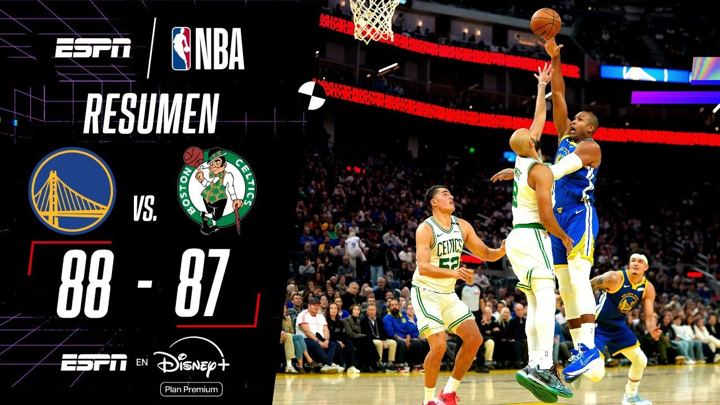 ESPN NBA
RESUMEN
VS.
BOSTON CELTICS
88 - 87
ESPN EN Disney+
Plan Premium
CELTICS
52